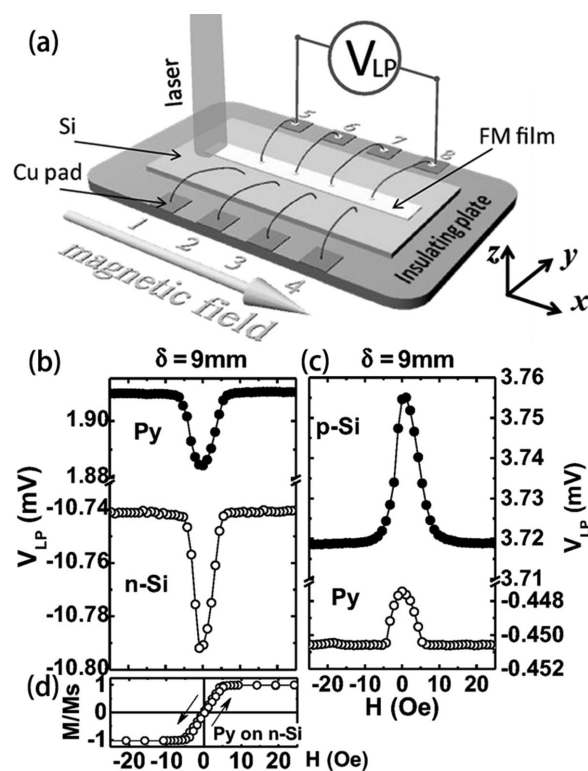 (a)
V LP
laser
Si
Cu pad
5
6
7
8
FM film
1
2
3
4
magnetic field
Insulating plate
z
y
x
(b) δ = 9mm
(c) δ = 9mm
1.90
1.88
-10.74
-10.76
-10.78
-10.80
V LP (mV)
Py
n-Si
3.76
3.75
3.74
3.73
3.72
3.71
-0.448
-0.450
-0.452
V LP (mV)
p-Si
Py
-20 -10 0 10 20
H (Oe)
(d)
M/Ms
1
0
-1
Py on n-Si
-20 -10 0 10 20 H (Oe)